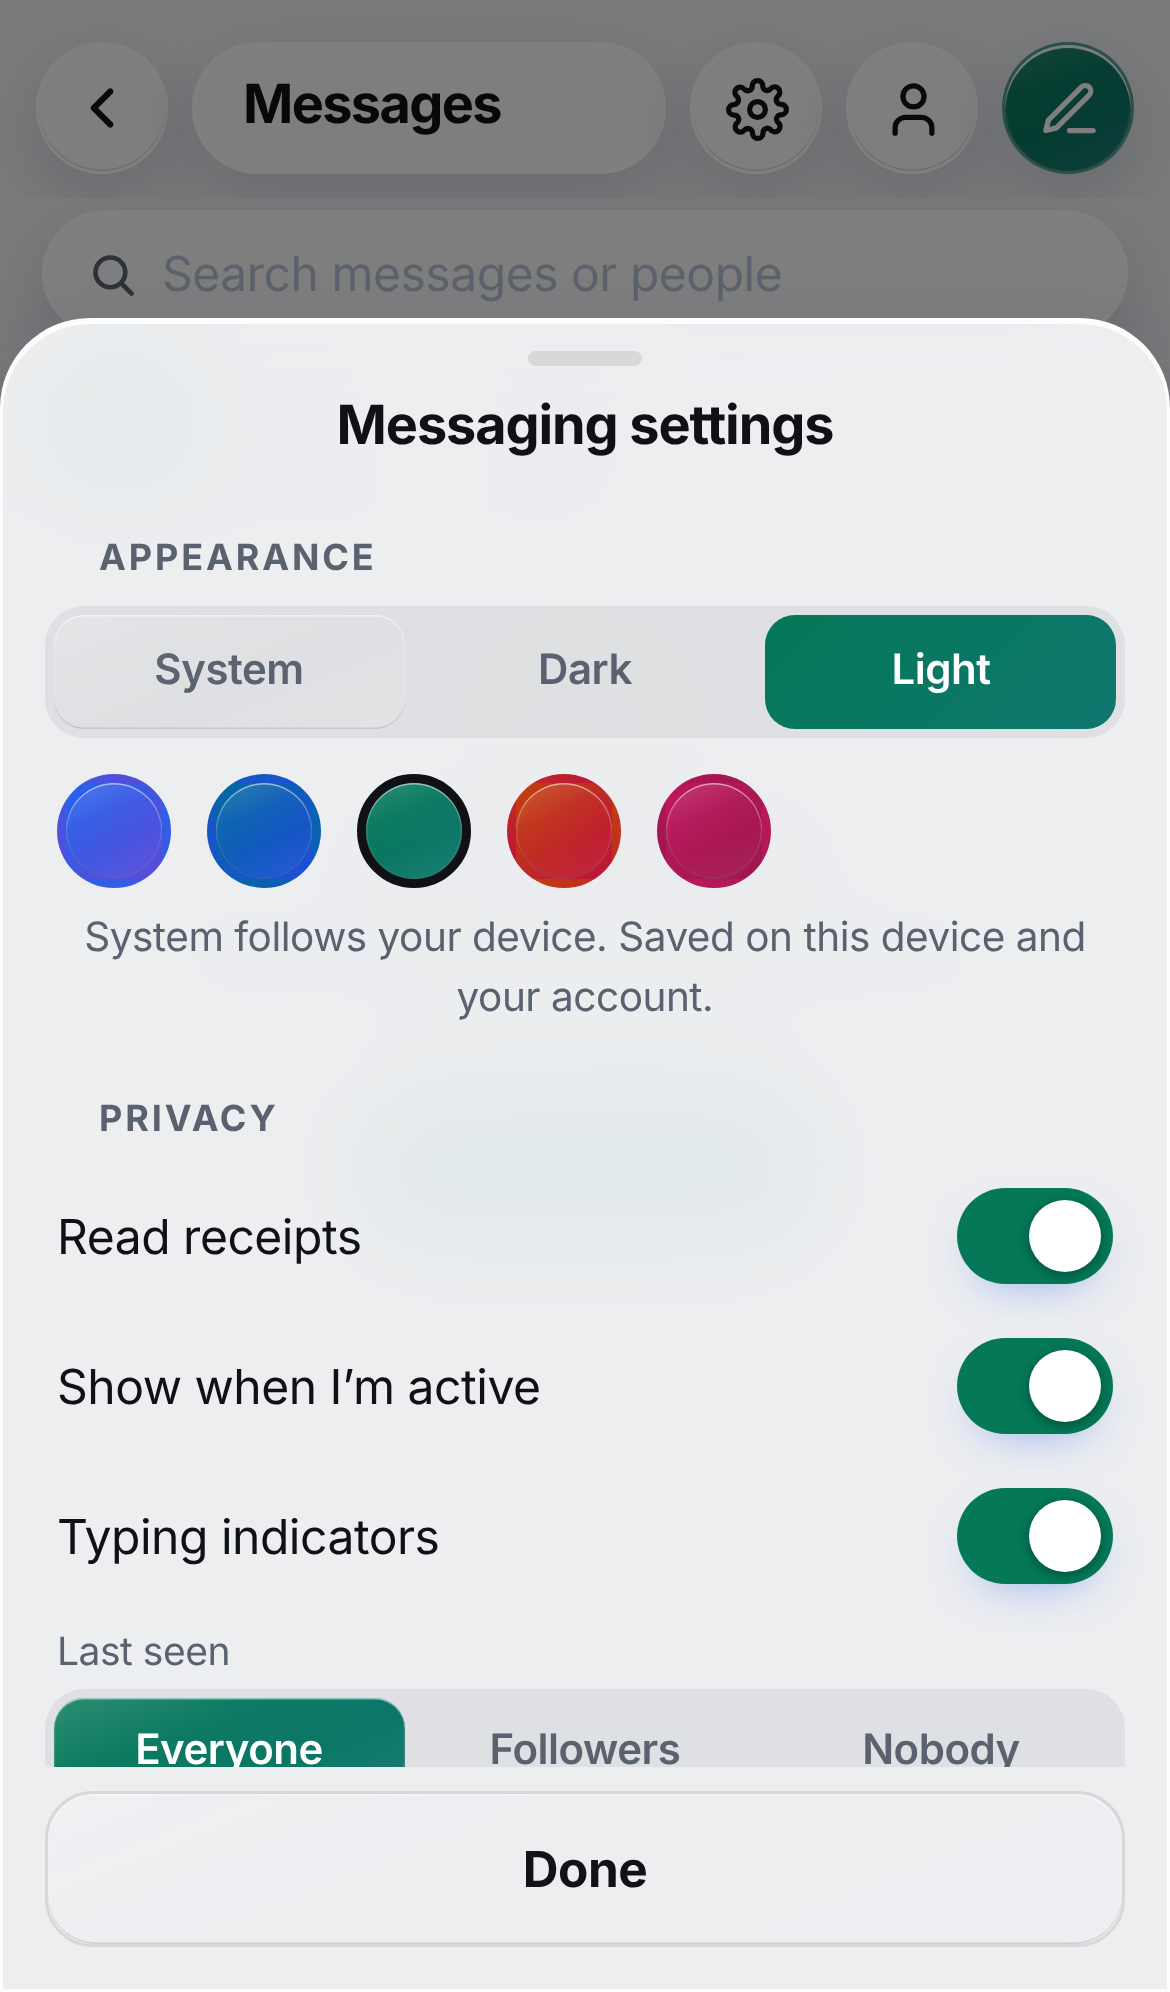 Messages
Search messages or people
Messaging settings
APPEARANCE
System Dark Light
System follows your device. Saved on this device and
your account.
PRIVACY
Read receipts
Show when I’m active
Typing indicators
Last seen
Everyone Followers Nobody
Done